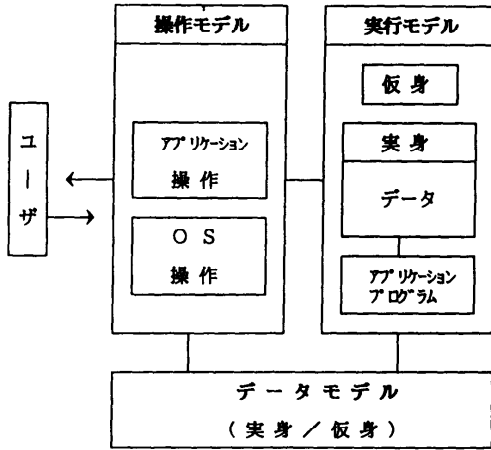 操作モデル
実行モデル
仮身
ユーザ
アプリケーション
操作
実身
データ
OS
操作
アプリケーション
プログラム
データモデル
(実身/仮身)